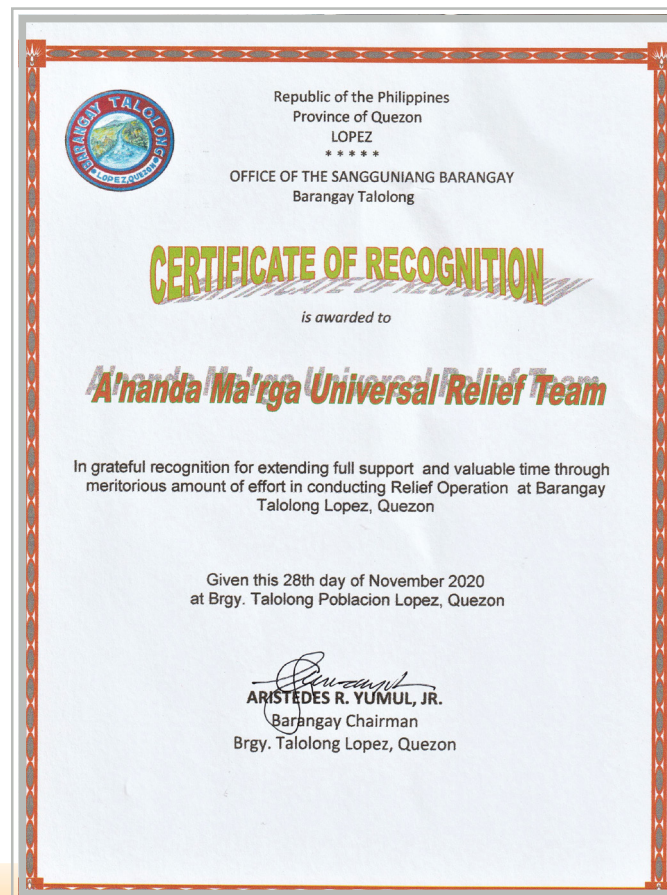 BARANGAY TALOLONG
LOPEZ, QUEZON
Republic of the Philippines
Province of Quezon
LOPEZ
* * * * *
OFFICE OF THE SANGGUNIANG BARANGAY
Barangay Talolong
CERTIFICATE OF RECOGNITION
is awarded to
A'nanda Ma'rga Universal Relief Team
In grateful recognition for extending full support and valuable time through
meritorious amount of effort in conducting Relief Operation at Barangay
Talolong Lopez, Quezon
Given this 28th day of November 2020
at Brgy. Talolong Poblacion Lopez, Quezon
ARISTEDES R. YUMUL, JR.
Barangay Chairman
Brgy. Talolong Lopez, Quezon